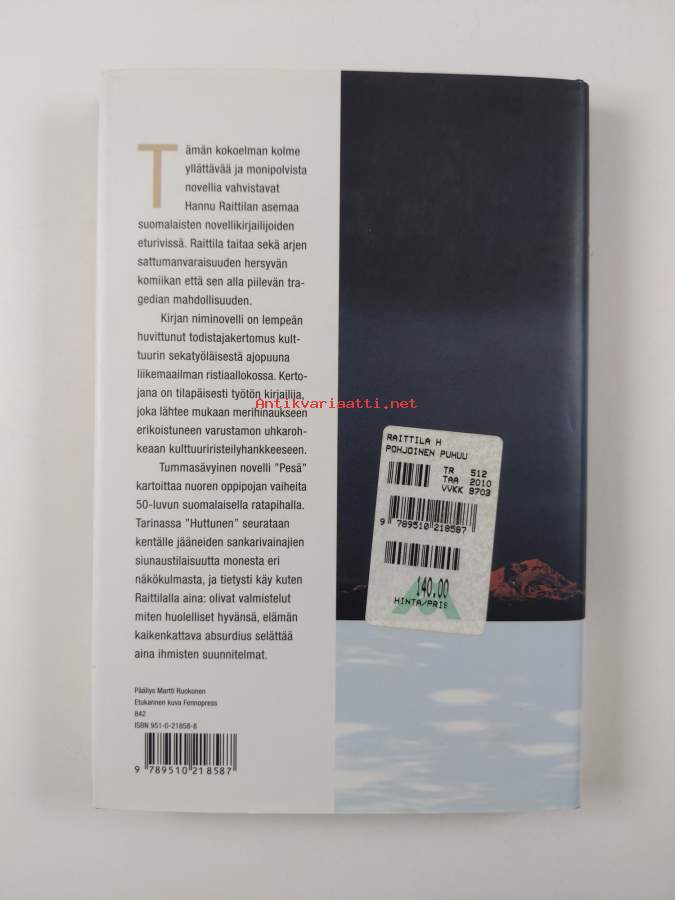 Tämän kokoelman kolme
yllättävää ja monipolvista
novellia vahvistavat
Hannu Raittilan asemaa
suomalaisten novellikirjailijoiden
eturivissä. Raittila taitaa sekä arjen
sattumanvaraisuuden hersyvän
komiikan että sen alla piilevän tra-
gedian mahdollisuuden.
Kirjan niminovelli on lempeän
huvittunut todistajakertomus kult-
tuurin sekatyöläisestä ajopuuna
liikemaailman ristiaallokossa. Kerto-
jana on tilapäisesti työtön kirjailija,
joka lähtee mukaan merihinaukseen
erikoistuneen varustamon uhkaroh-
keaan kulttuuriristeilyhankkeeseen.
Tummasävyinen novelli "Pesä"
kartoittaa nuoren oppipojan vaiheita
50-luvun suomalaisella ratapihalla.
Tarinassa "Huttunen" seurataan
kentälle jääneiden sankarivainajien
siunaustilaisuutta monesta eri
näkökulmasta, ja tietysti käy kuten
Raittilalla aina: olivat valmistelut
miten huolelliset hyvänsä, elämän
kaikenkattava absurdius selättää
aina ihmisten suunnitelmat.
Päällys Martti Ruokonen
Etukannen kuva Fennopress
842
ISBN 951-0-21858-8
9 789510 218587
Antikvariaatti.net
RAITTILA H
POHJOINEN PUHUU
TR 512
TAA 2010
VVKK 9703
9 789510 218587
140.00
HINTA/PRIS